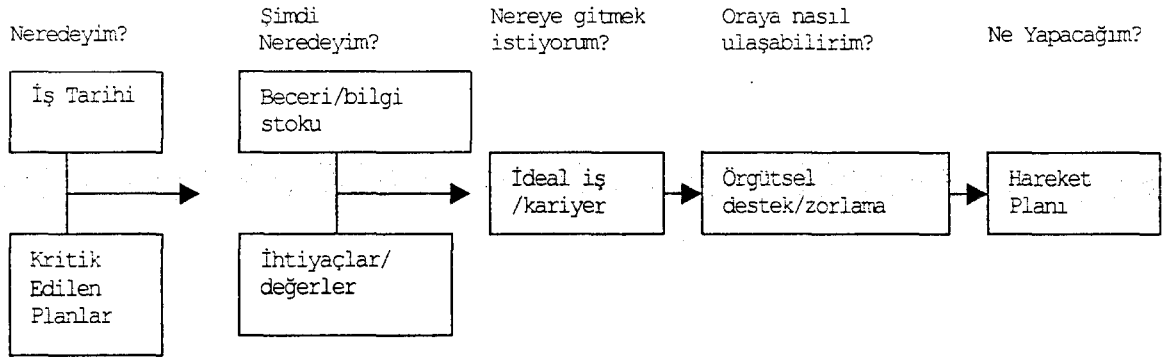 Neredeyim?
Şimdi
Neredeyim?
Nereye gitmek
istiyorum?
Oraya nasıl
ulaşabilirim?
Ne Yapacağım?
İş Tarihi
Beceri/bilgi
stoku
İdeal iş
/kariyer
Örgütsel
destek/zorlama
Hareket
Planı
Kritik
Edilen
Planlar
İhtiyaçlar/
değerler